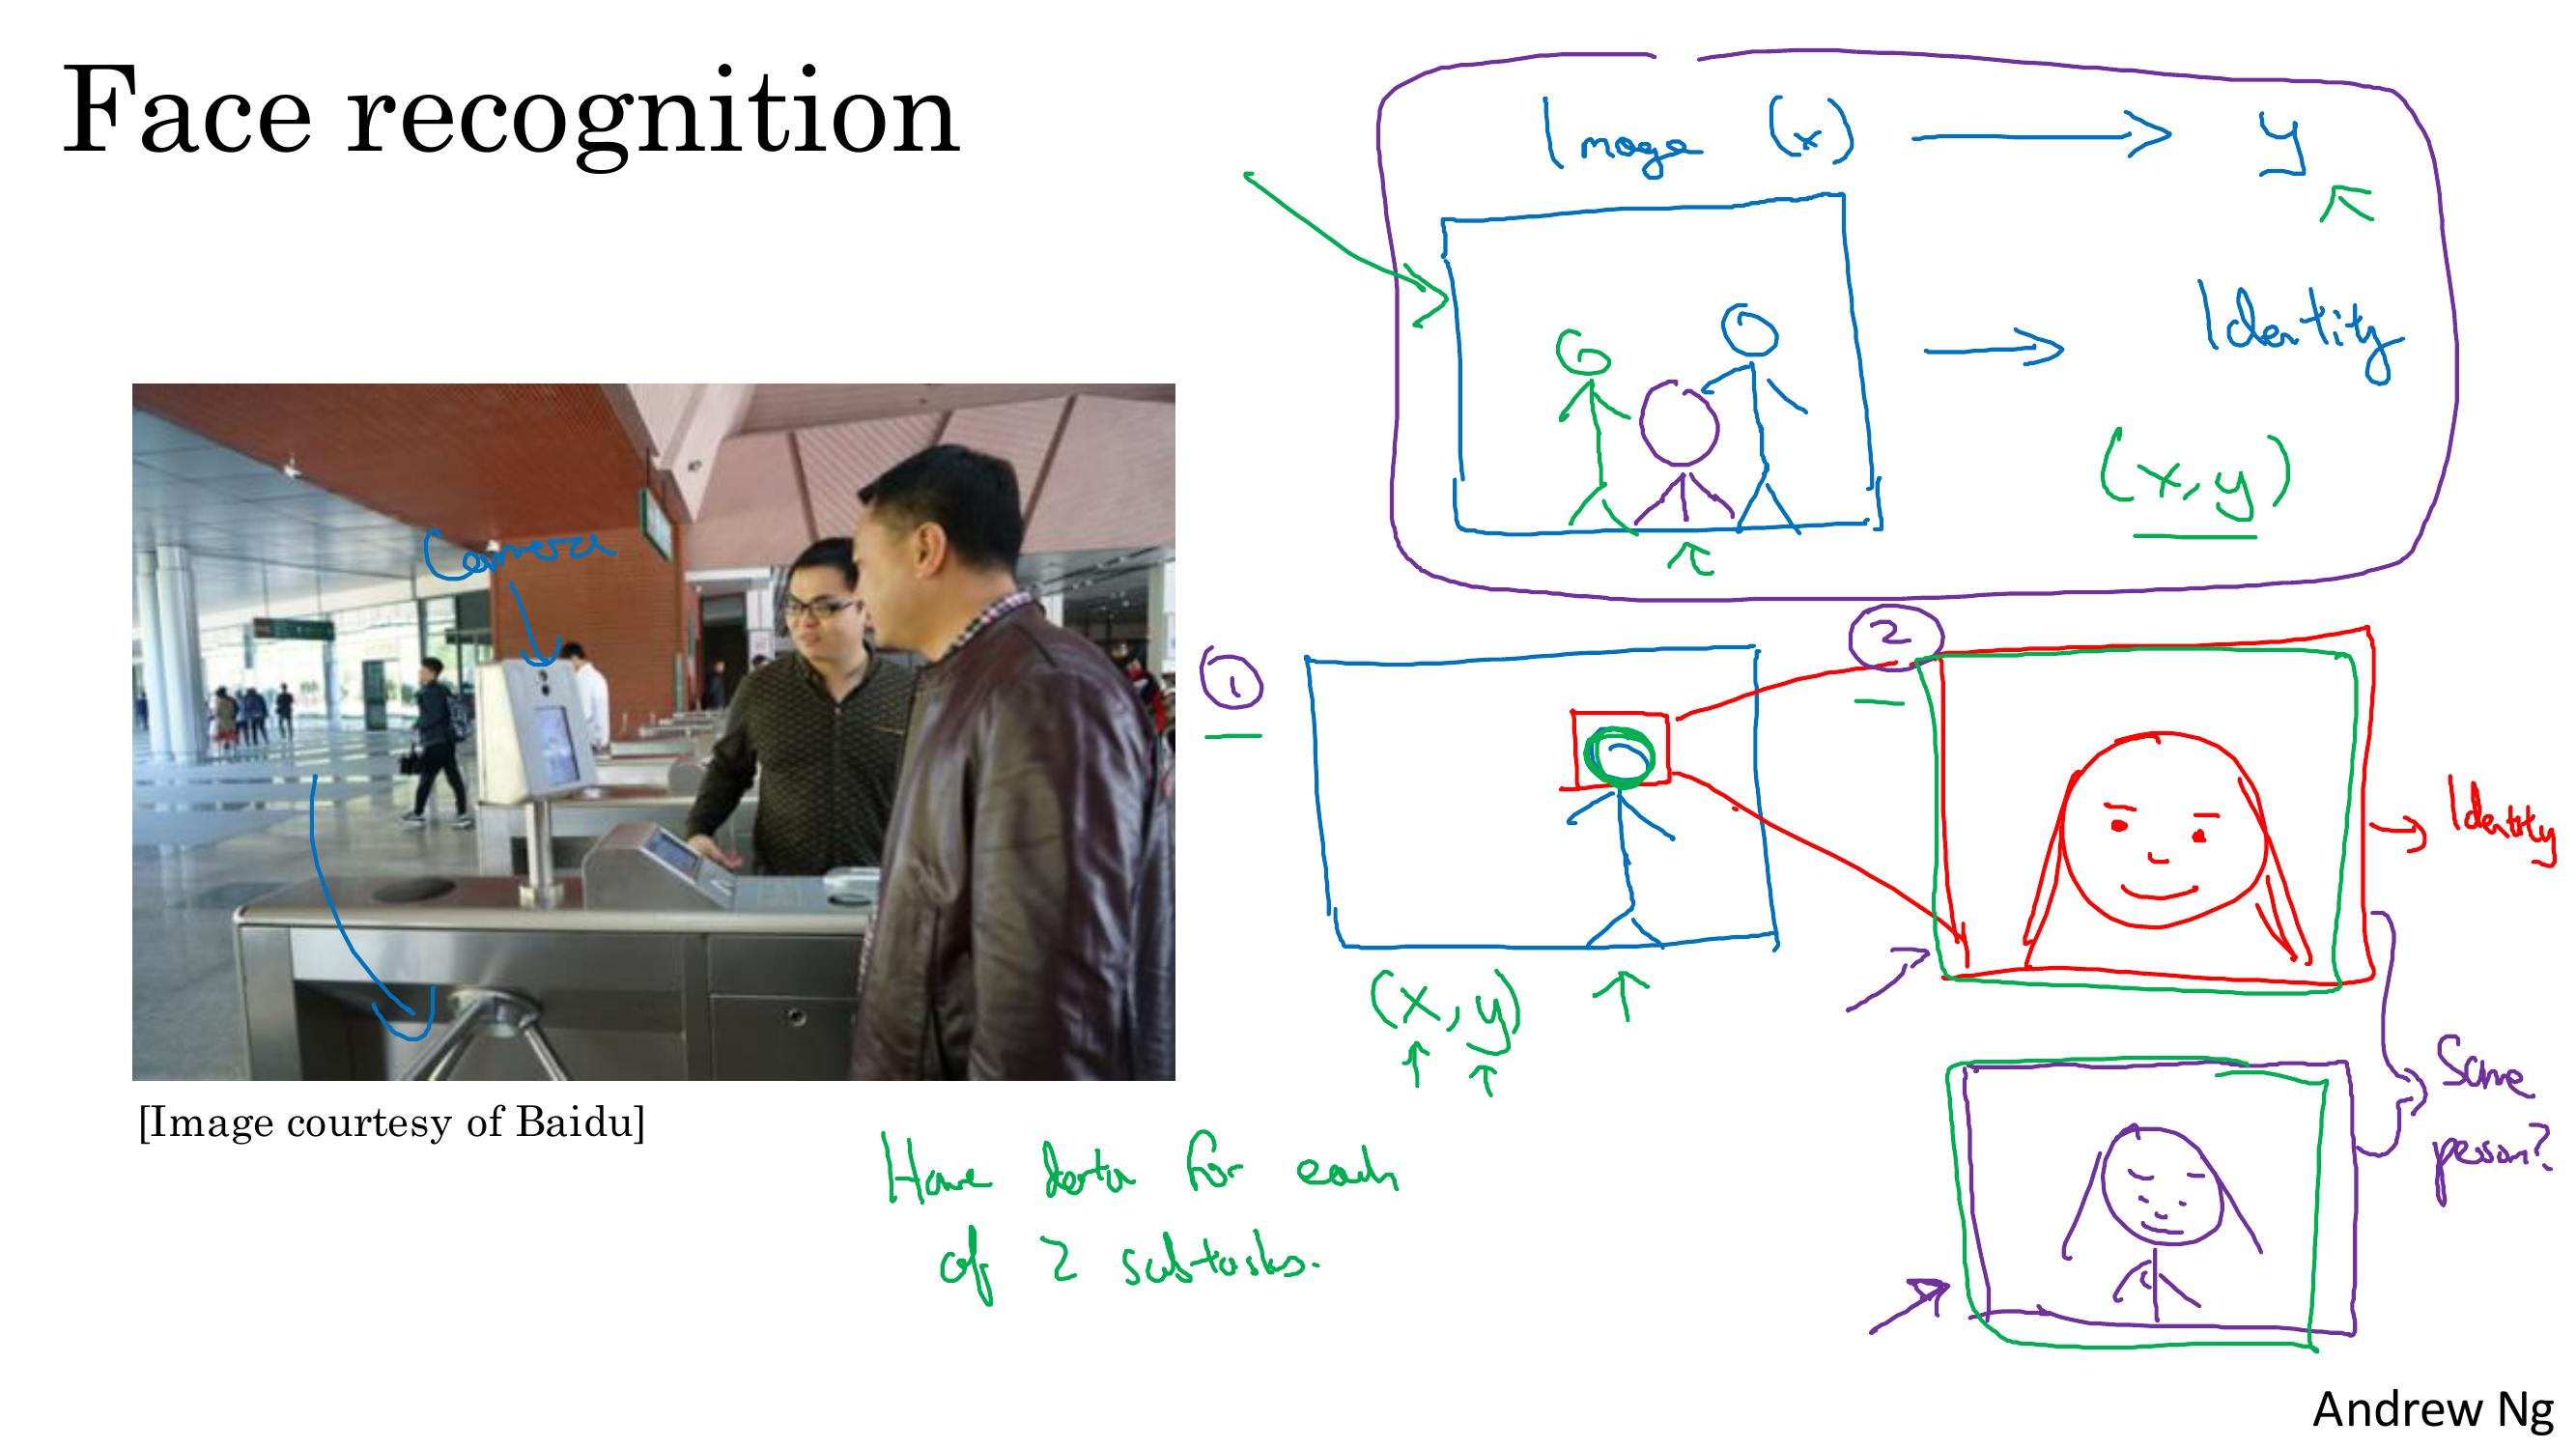 Face recognition
Image (x) → y
→ Identity
(x,y)
Camera
1
2
→ Identity
(x,y)
Same
person?
[Image courtesy of Baidu]
Have data for each
of 2 subtasks.
Andrew Ng